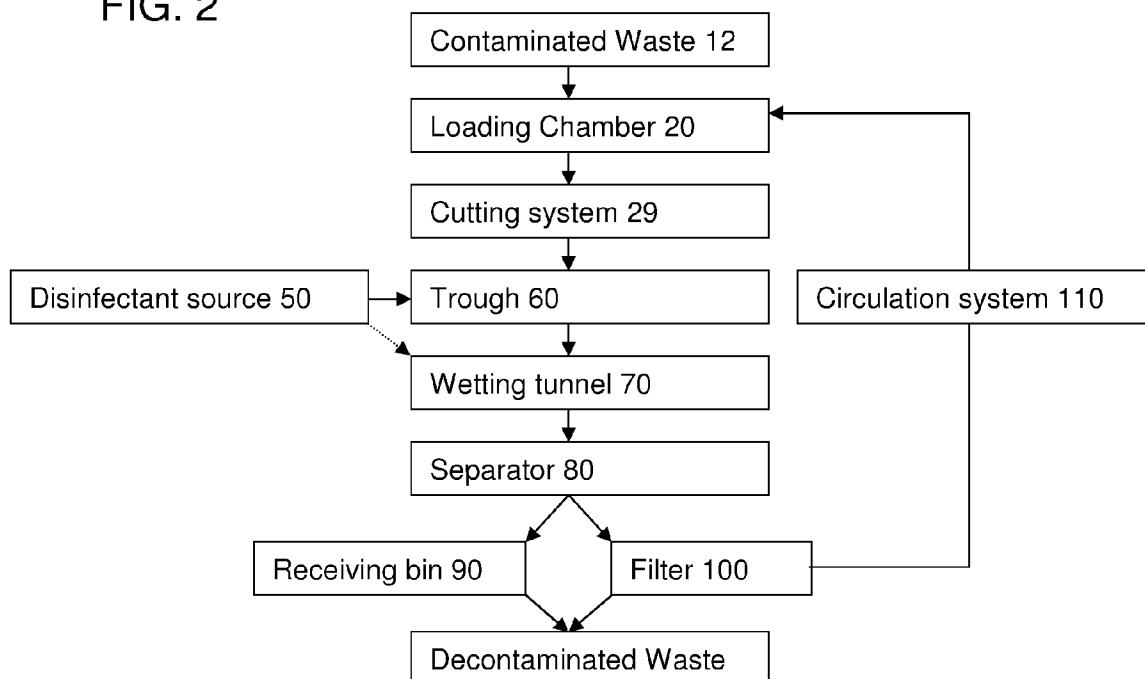 FIG. 2
Contaminated Waste 12
Loading Chamber 20
Cutting system 29
Disinfectant source 50
Trough 60
Circulation system 110
Wetting tunnel 70
Separator 80
Receiving bin 90
Filter 100
Decontaminated Waste